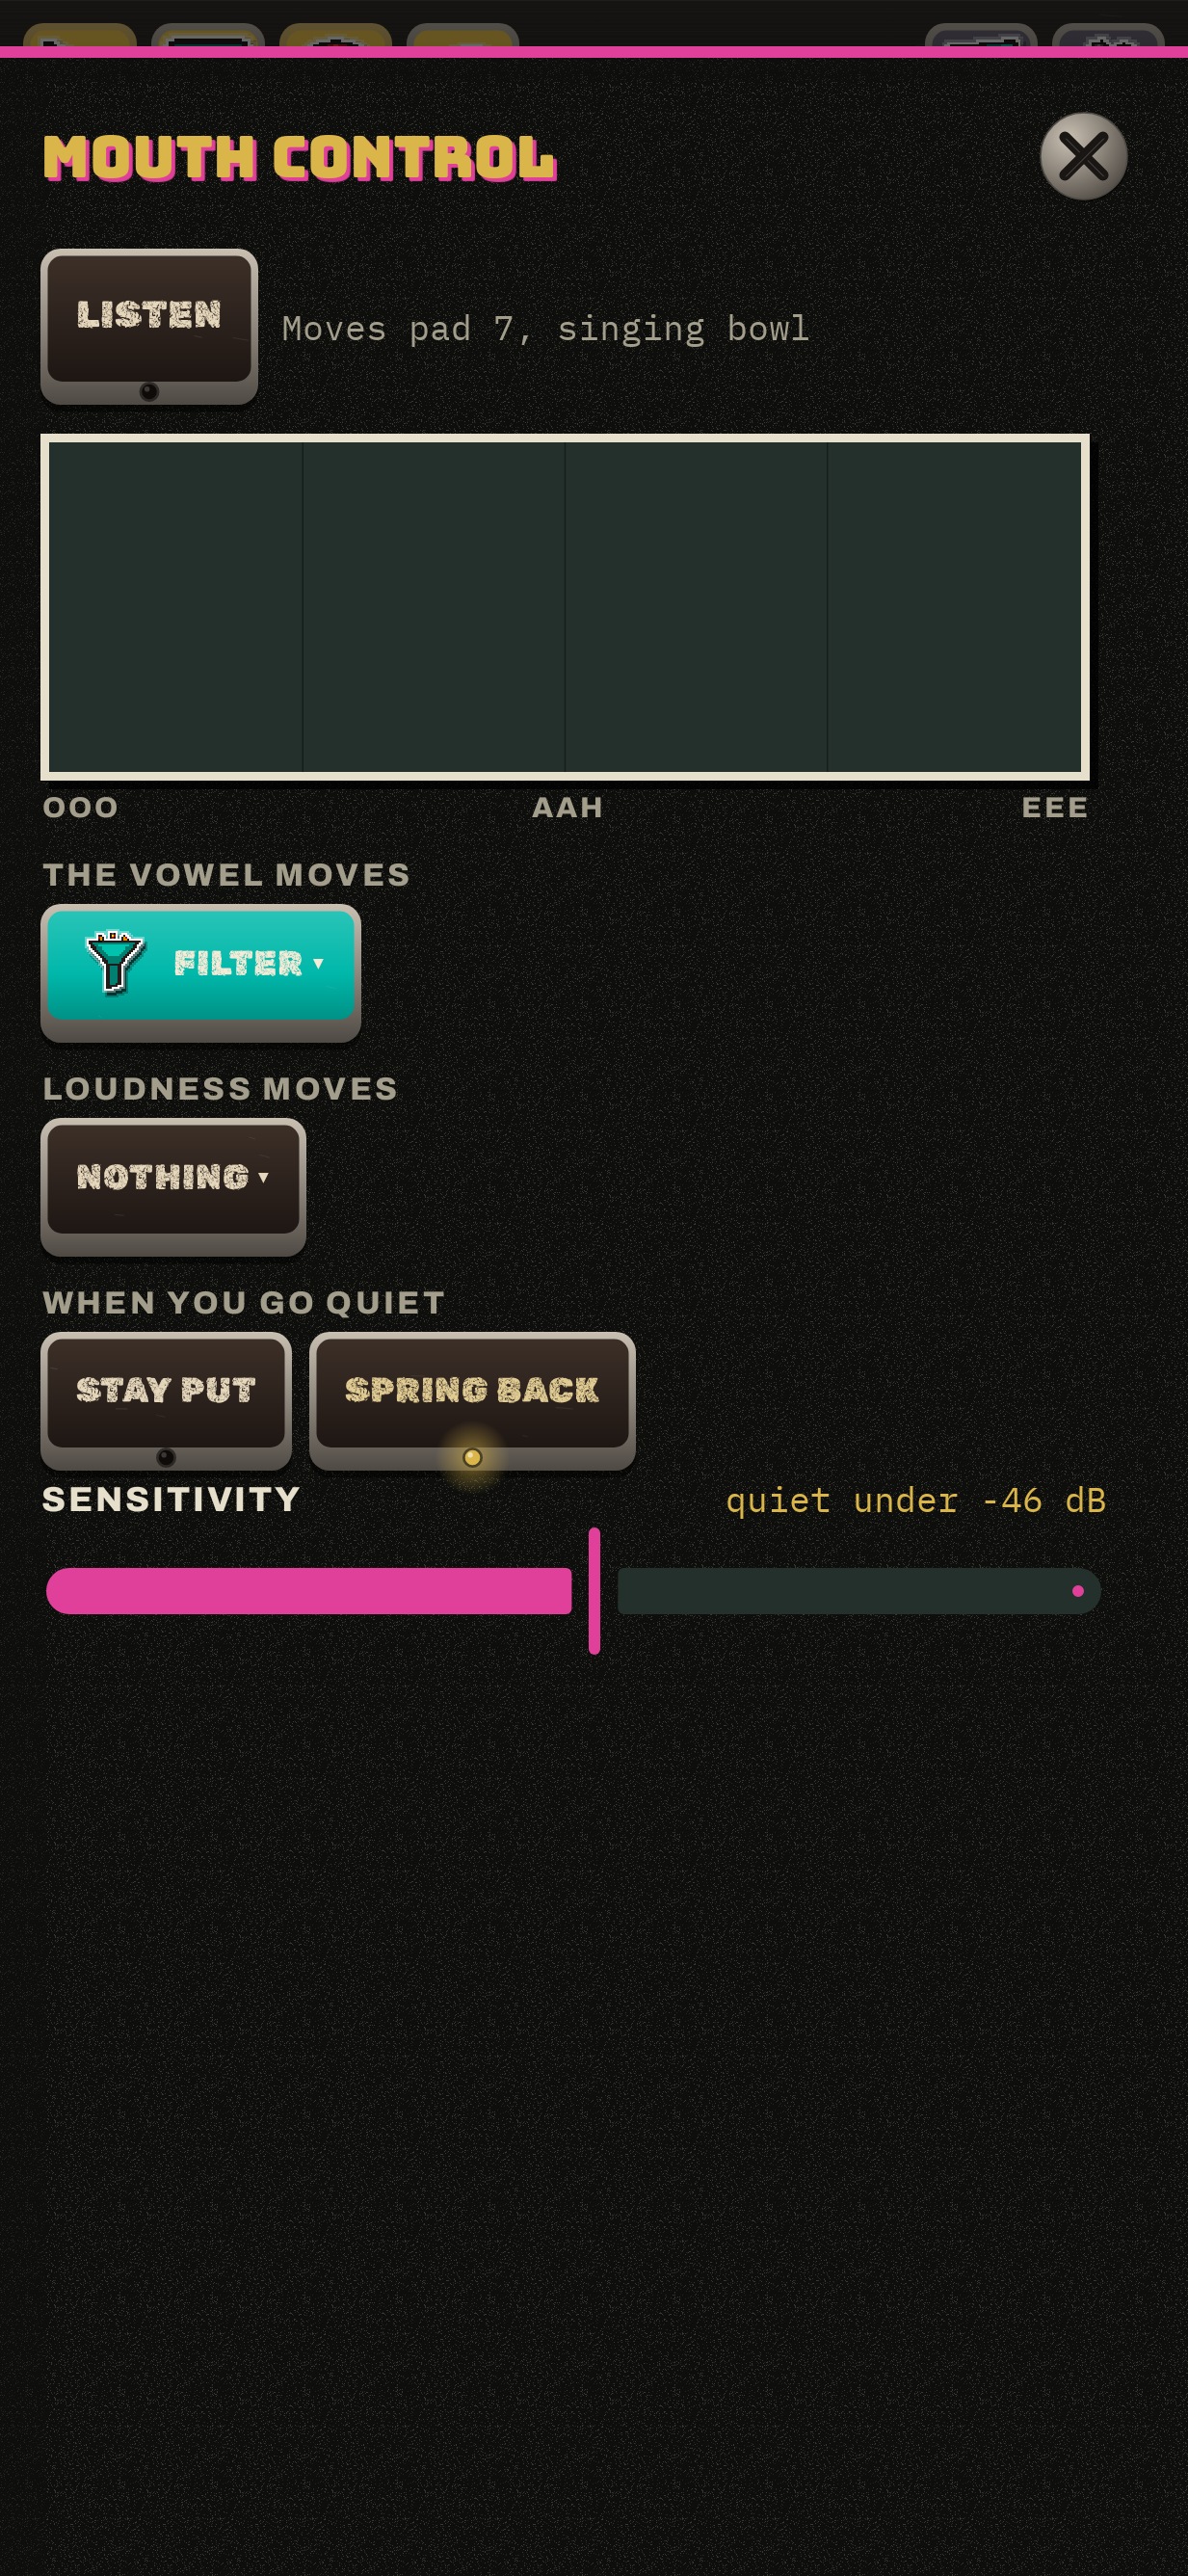 MOUTH CONTROL
LISTEN
Moves pad 7, singing bowl
OOO AAH EEE
THE VOWEL MOVES
FILTER ▾
LOUDNESS MOVES
NOTHING ▾
WHEN YOU GO QUIET
STAY PUT SPRING BACK
SENSITIVITY quiet under -46 dB